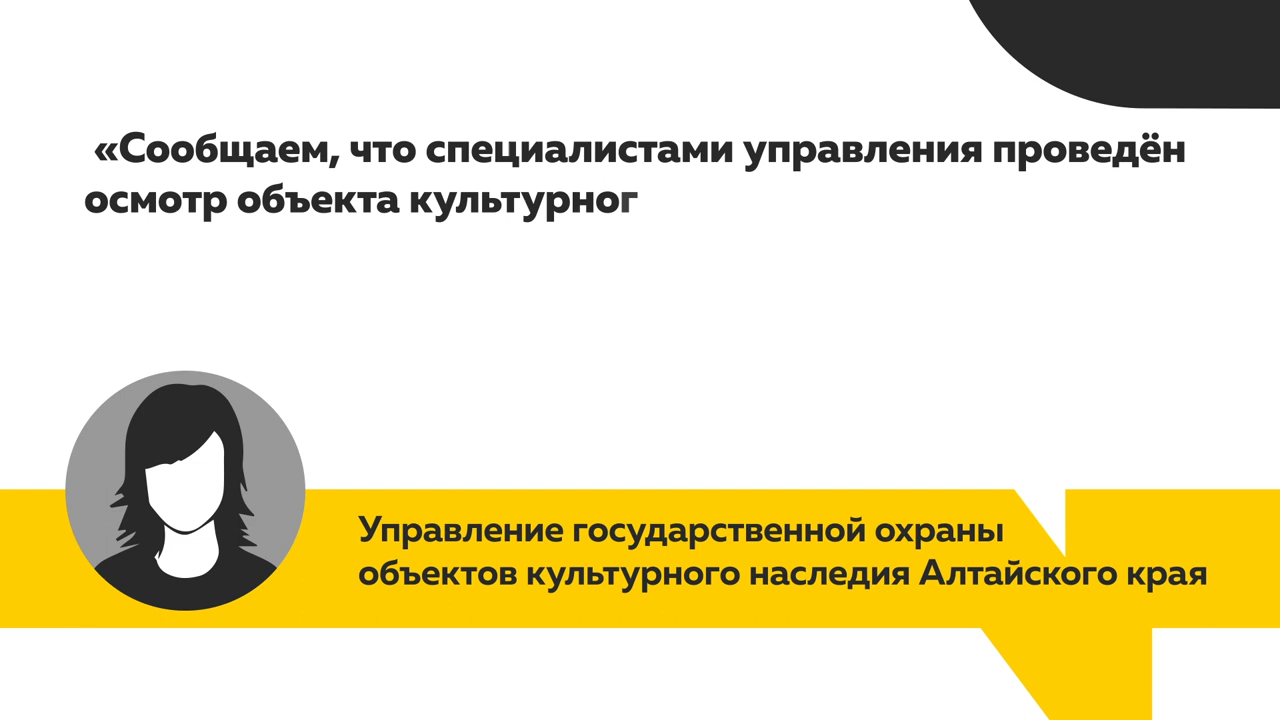 «Сообщаем, что специалистами управления проведён
осмотр объекта культурног
Управление государственной охраны
объектов культурного наследия Алтайского края